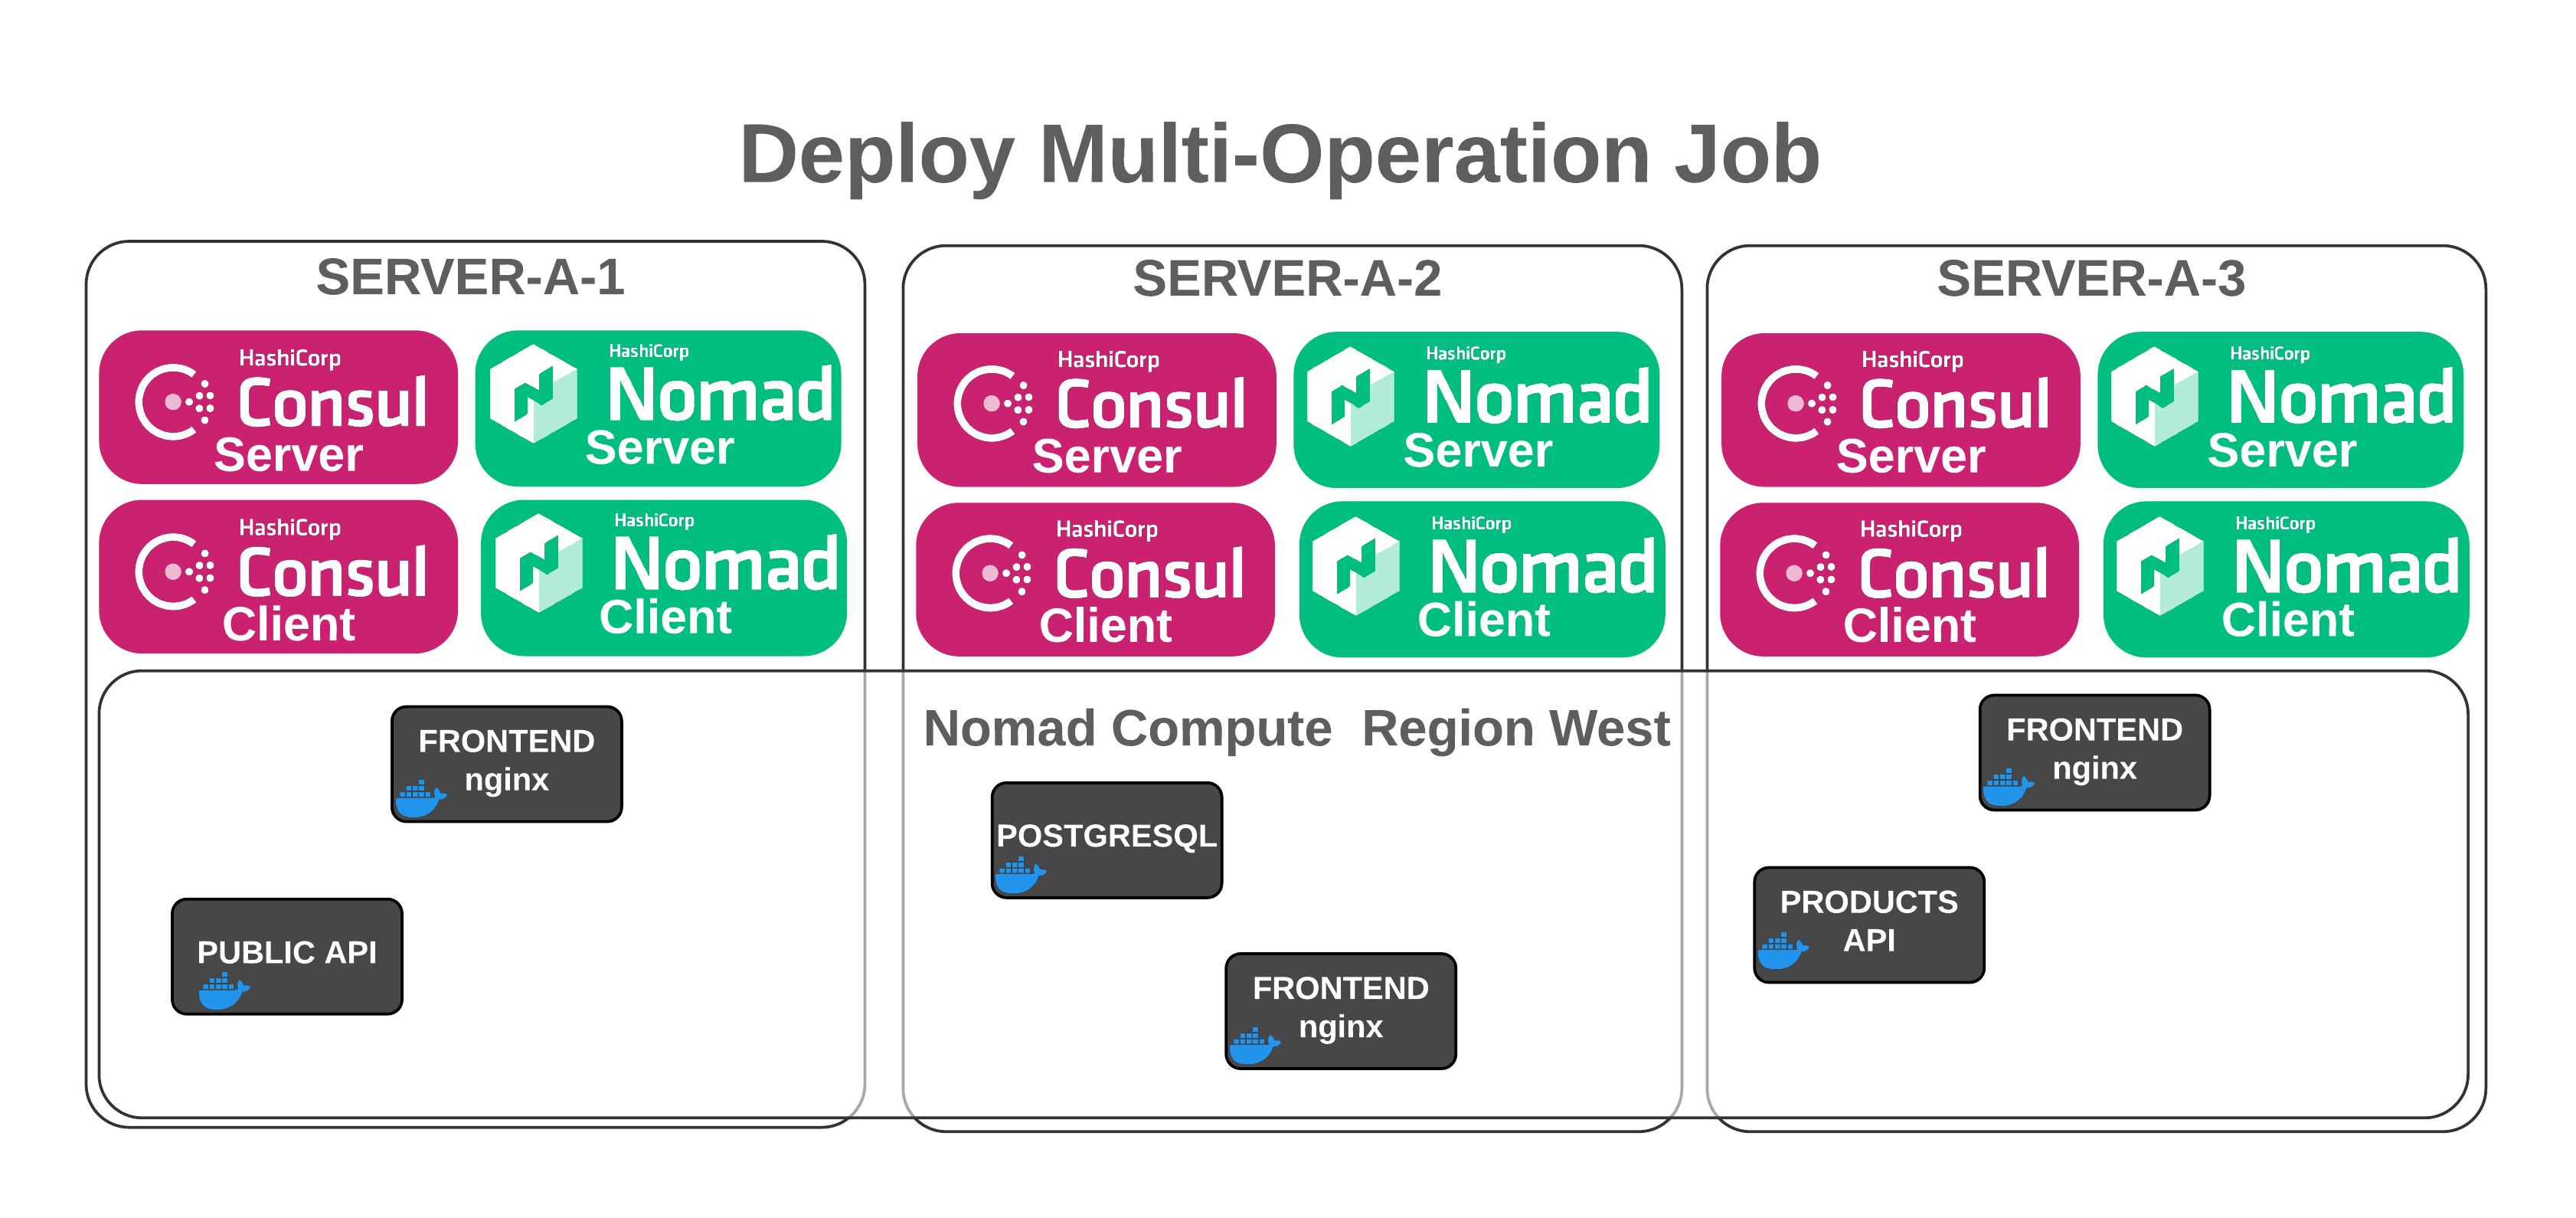 Deploy Multi-Operation Job
SERVER-A-1
HashiCorp
Consul
Server
HashiCorp
Nomad
Server
HashiCorp
Consul
Client
HashiCorp
Nomad
Client
SERVER-A-2
HashiCorp
Consul
Server
HashiCorp
Nomad
Server
HashiCorp
Consul
Client
HashiCorp
Nomad
Client
SERVER-A-3
HashiCorp
Consul
Server
HashiCorp
Nomad
Server
HashiCorp
Consul
Client
HashiCorp
Nomad
Client
Nomad Compute  Region West
FRONTEND
nginx
PUBLIC API
POSTGRESQL
FRONTEND
nginx
FRONTEND
nginx
PRODUCTS
API